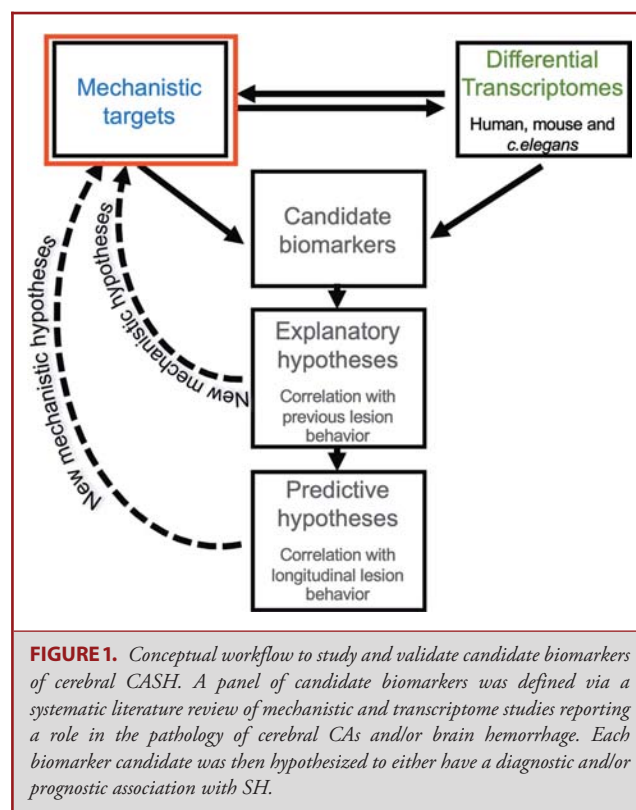 Mechanistic
targets
Differential
Transcriptomes
Human, mouse and
c.elegans
Candidate
biomarkers
Explanatory
hypotheses
Correlation with
previous lesion
behavior
Predictive
hypotheses
Correlation with
longitudinal lesion
behavior
New mechanistic hypotheses
New mechanistic hypotheses
FIGURE 1. Conceptual workflow to study and validate candidate biomarkers
of cerebral CASH. A panel of candidate biomarkers was defined via a
systematic literature review of mechanistic and transcriptome studies reporting
a role in the pathology of cerebral CAs and/or brain hemorrhage. Each
biomarker candidate was then hypothesized to either have a diagnostic and/or
prognostic association with SH.